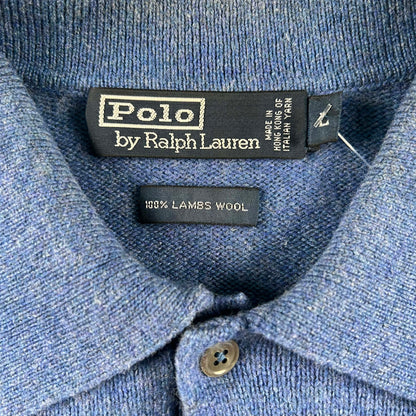 Polo
by Ralph Lauren
MADE IN
HONG KONG OF
ITALIAN YARN
L
100% LAMBS WOOL